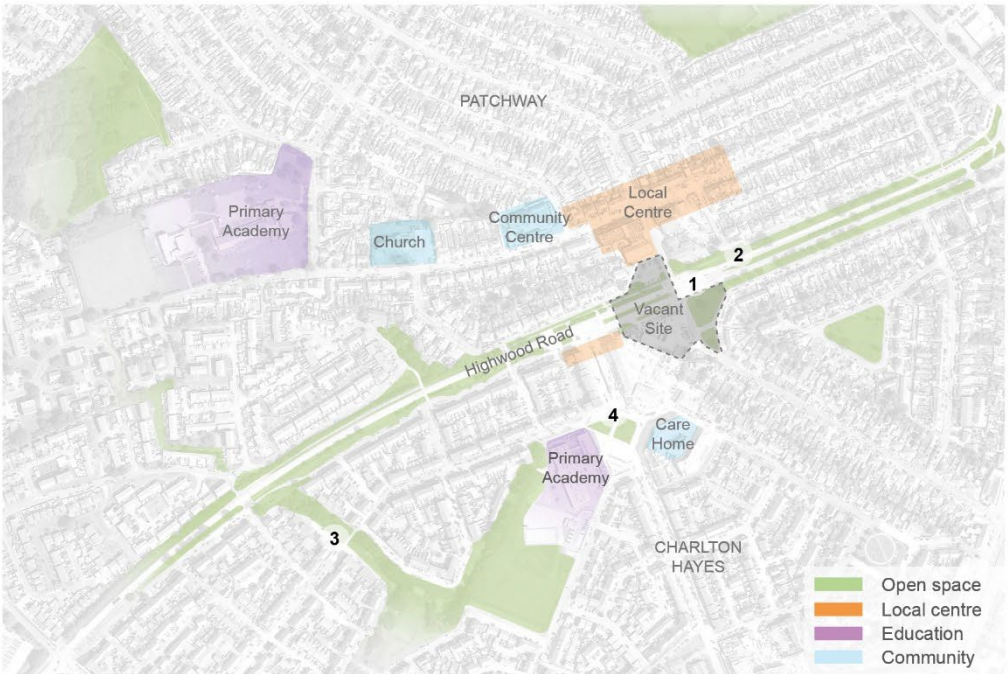 PATCHWAY
Local
Centre
Primary
Academy
Community
Centre
Church
2
1
Vacant
Site
Highwood Road
4
Care
Home
Primary
Academy
3
CHARLTON
HAYES
Open space
Local centre
Education
Community